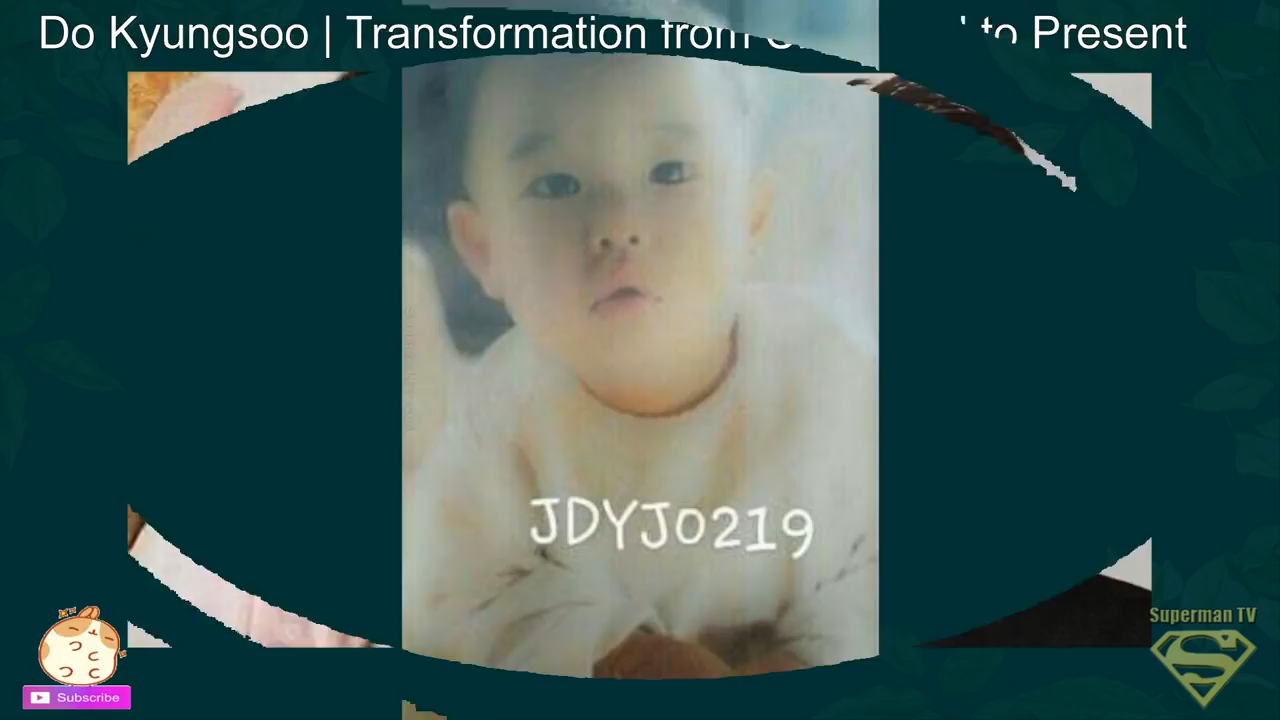 Do Kyungsoo | Transformation from to Present
JDYJ0219
Superman TV
S
Subscribe